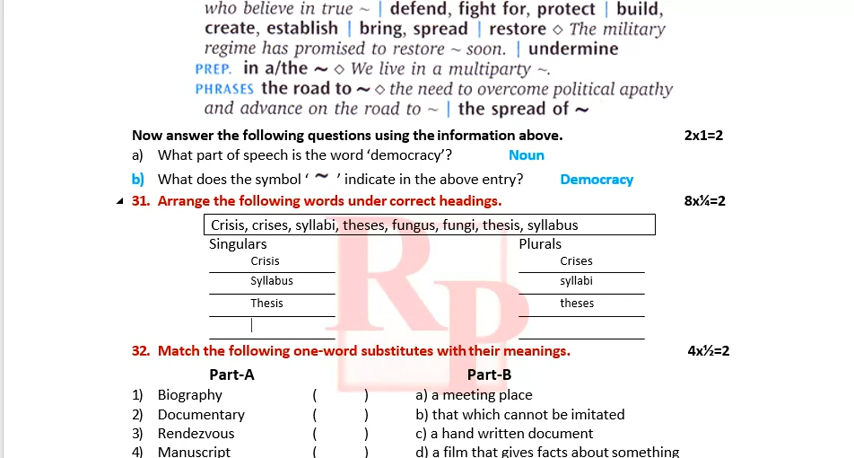 who believe in true ~ | defend, fight for, protect | build,
create, establish | bring, spread | restore ◇ The military
regime has promised to restore ~ soon. | undermine
PREP. in a/the ~ ◇ We live in a multiparty ~.
PHRASES the road to ~ ◇ the need to overcome political apathy
and advance on the road to ~ | the spread of ~
Now answer the following questions using the information above. 2x1=2
a) What part of speech is the word ‘democracy’? Noun
b) What does the symbol ‘ ~ ’ indicate in the above entry? Democracy
31. Arrange the following words under correct headings. 8x¼=2
Crisis, crises, syllabi, theses, fungus, fungi, thesis, syllabus
Singulars Plurals
Crisis Crises
Syllabus syllabi
Thesis theses
RP
32. Match the following one-word substitutes with their meanings. 4x½=2
Part-A Part-B
1) Biography ( ) a) a meeting place
2) Documentary ( ) b) that which cannot be imitated
3) Rendezvous ( ) c) a hand written document
4) Manuscript ( ) d) a film that gives facts about something